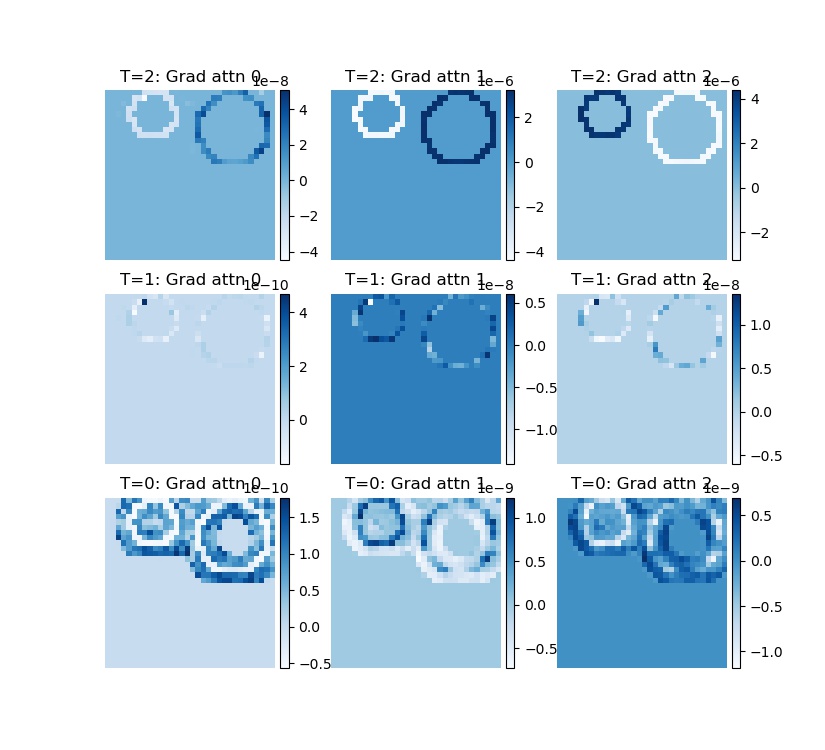 T=2: Grad attn 0
1e−8
4
2
0
−2
−4
T=2: Grad attn 1
1e−6
2
0
−2
−4
T=2: Grad attn 2
1e−6
4
2
0
−2
T=1: Grad attn 0
1e−10
4
2
0
T=1: Grad attn 1
1e−8
0.5
0.0
−0.5
−1.0
T=1: Grad attn 2
1e−8
1.0
0.5
0.0
−0.5
T=0: Grad attn 0
1e−10
1.5
1.0
0.5
0.0
−0.5
T=0: Grad attn 1
1e−9
1.0
0.5
0.0
−0.5
T=0: Grad attn 2
1e−9
0.5
0.0
−0.5
−1.0